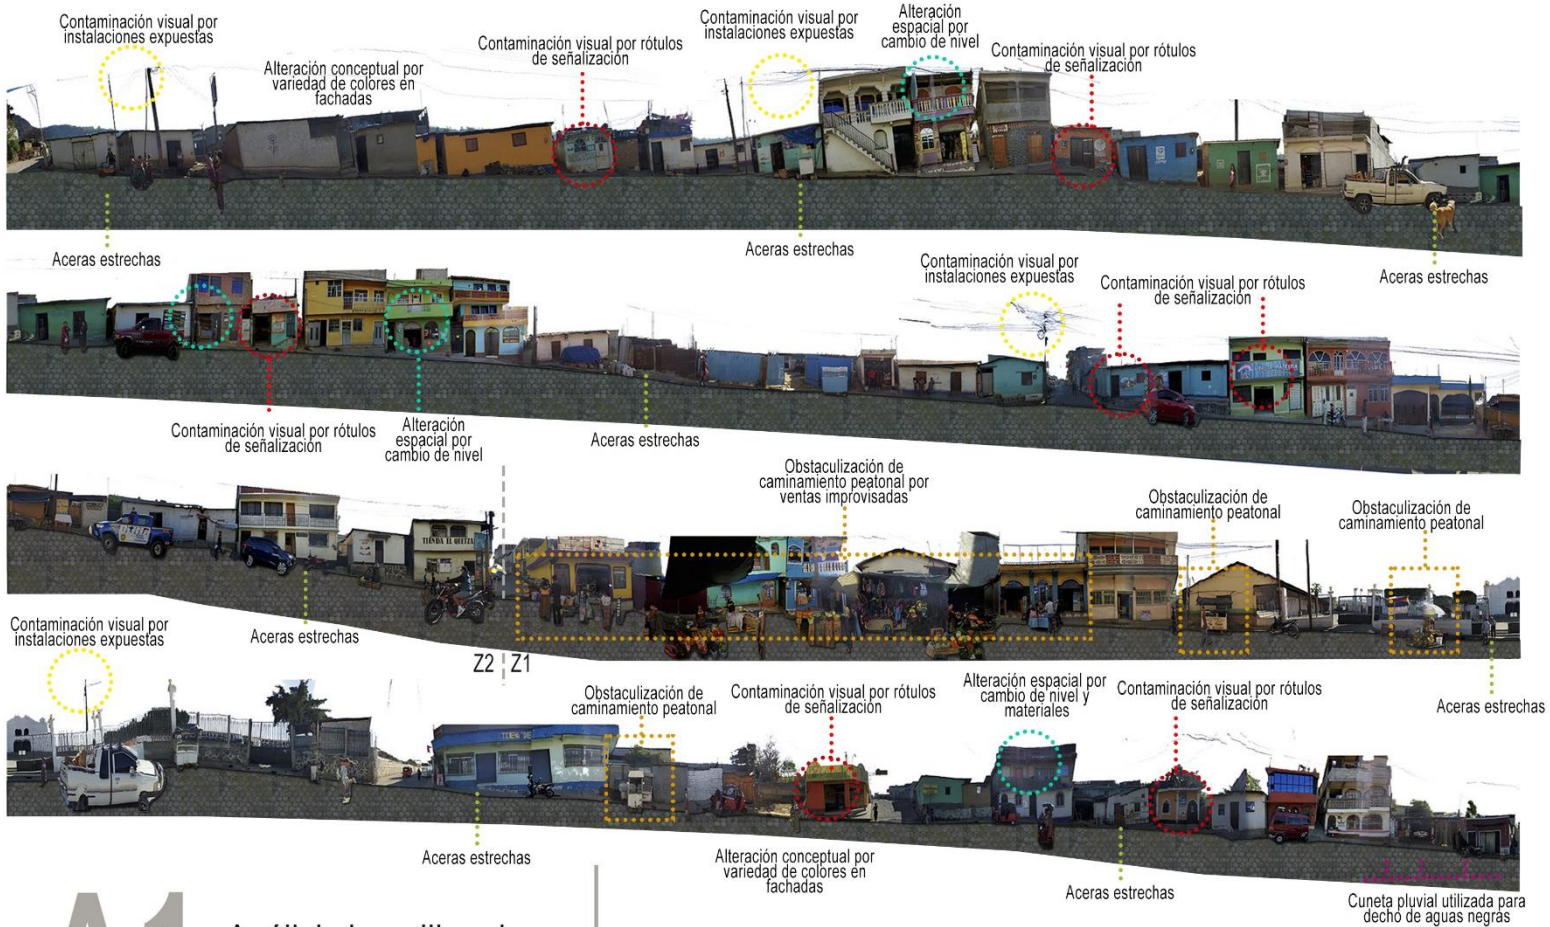 Contaminación visual por
instalaciones expuestas
Alteración conceptual por
variedad de colores en
fachadas
Contaminación visual por rótulos
de señalización
Contaminación visual por
instalaciones expuestas
Alteración
espacial por
cambio de nivel
Contaminación visual por rótulos
de señalización
Aceras estrechas
Aceras estrechas
Aceras estrechas
Contaminación visual por
instalaciones expuestas
Contaminación visual por rótulos
de señalización
Contaminación visual por rótulos
de señalización
Alteración
espacial por
cambio de nivel
Aceras estrechas
Obstaculización de
caminamiento peatonal por
ventas improvisadas
Obstaculización de
caminamiento peatonal
Obstaculización de
caminamiento peatonal
TIENDA EL QUETZA
Aceras estrechas
Z2 Z1
Aceras estrechas
Contaminación visual por
instalaciones expuestas
Obstaculización de
caminamiento peatonal
Contaminación visual por rótulos
de señalización
Alteración espacial por
cambio de nivel y
materiales
Contaminación visual por rótulos
de señalización
Aceras estrechas
Alteración conceptual por
variedad de colores en
fachadas
Aceras estrechas
Cuneta pluvial utilizada para
decho de aguas negras